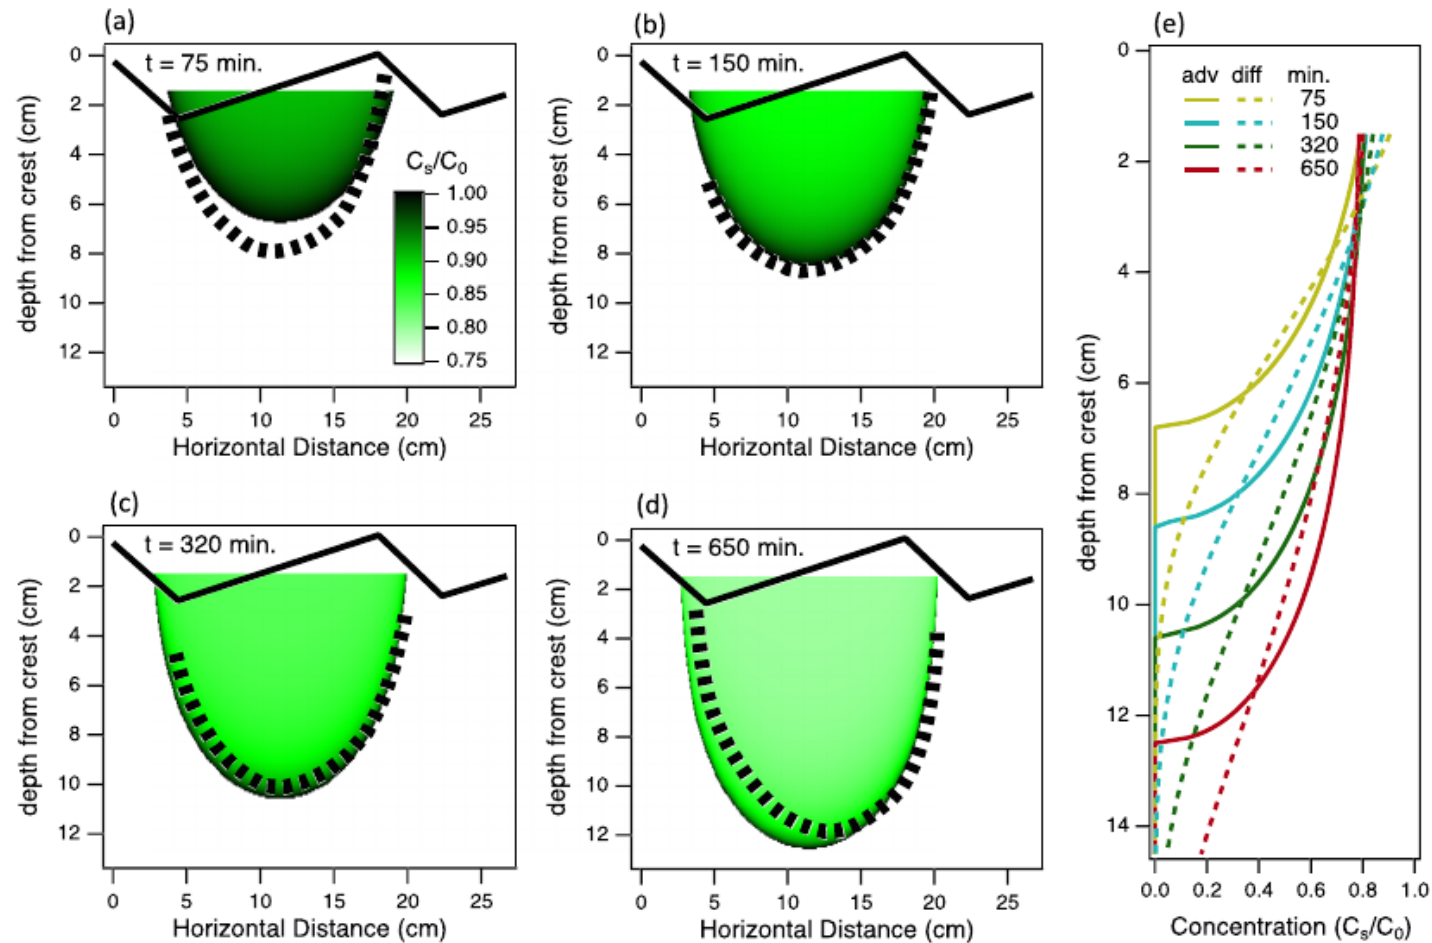 (a)
t = 75 min.
0
2
4
6
8
10
12
depth from crest (cm)
Cs/C0
1.00
0.95
0.90
0.85
0.80
0.75
0 5 10 15 20 25
Horizontal Distance (cm)
(b)
t = 150 min.
0
2
4
6
8
10
12
depth from crest (cm)
0 5 10 15 20 25
Horizontal Distance (cm)
(c)
t = 320 min.
0
2
4
6
8
10
12
depth from crest (cm)
0 5 10 15 20 25
Horizontal Distance (cm)
(d)
t = 650 min.
0
2
4
6
8
10
12
depth from crest (cm)
0 5 10 15 20 25
Horizontal Distance (cm)
(e)
adv diff min.
75
150
320
650
0
2
4
6
8
10
12
14
depth from crest (cm)
0.0 0.2 0.4 0.6 0.8 1.0
Concentration (Cs/C0)